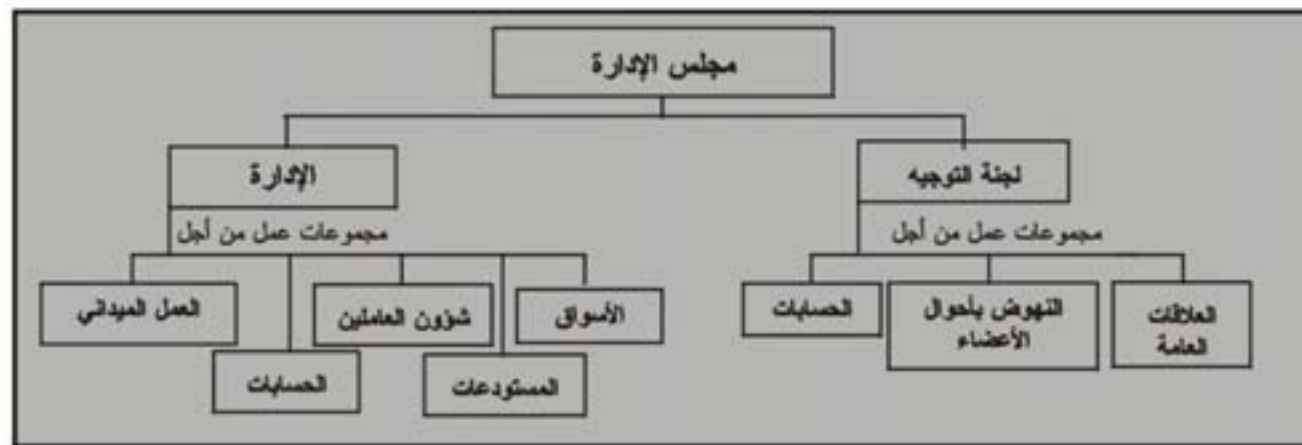 مجلس الإدارة
لجنة التوجيه
الإدارة
مجموعات عمل من أجل
مجموعات عمل من أجل
العلاقات
العامة
النهوض بأحوال
الأعضاء
الحسابات
الأسواق
شؤون العاملين
العمل الميداني
المستودعات
الحسابات